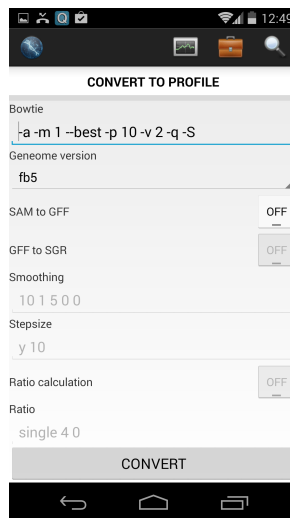 12:49
CONVERT TO PROFILE
Bowtie
-a -m 1 --best -p 10 -v 2 -q -S
Geneome version
fb5
SAM to GFF
OFF
GFF to SGR
OFF
Smoothing
10 1 5 0 0
Stepsize
y 10
Ratio calculation
OFF
Ratio
single 4 0
CONVERT